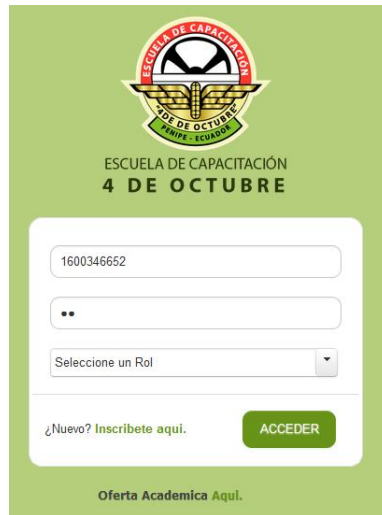 ESCUELA DE CAPACITACIÓN
"4 DE OCTUBRE"
PENIPE - ECUADOR
ESCUELA DE CAPACITACIÓN
4 DE OCTUBRE
1600346652
••
Seleccione un Rol
¿Nuevo? Inscribete aqui.
ACCEDER
Oferta Academica Aqui.